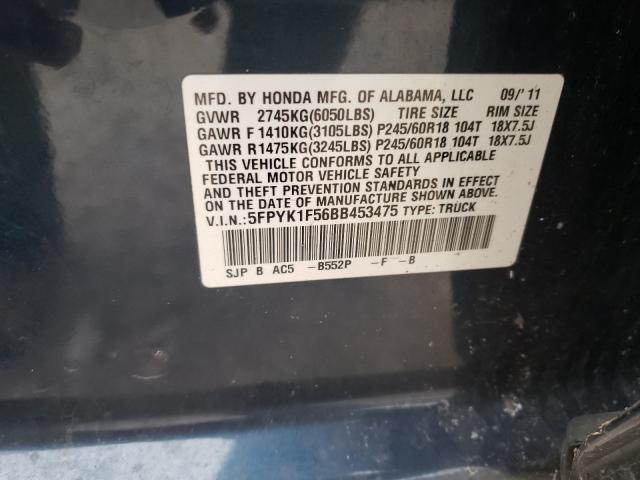 MFD. BY HONDA MFG. OF ALABAMA, LLC 09/'11
GVWR 2745KG(6050LBS) TIRE SIZE RIM SIZE
GAWR F 1410KG(3105LBS) P245/60R18 104T 18X7.5J
GAWR R 1475KG(3245LBS) P245/60R18 104T 18X7.5J
THIS VEHICLE CONFORMS TO ALL APPLICABLE
FEDERAL MOTOR VEHICLE SAFETY
AND THEFT PREVENTION STANDARDS IN EFFECT
ON THE DATE OF MANUFACTURE SHOWN ABOVE.
V.I.N.:5FPYK1F56BB453475 TYPE: TRUCK
SJP B AC5 -B552P -F -B